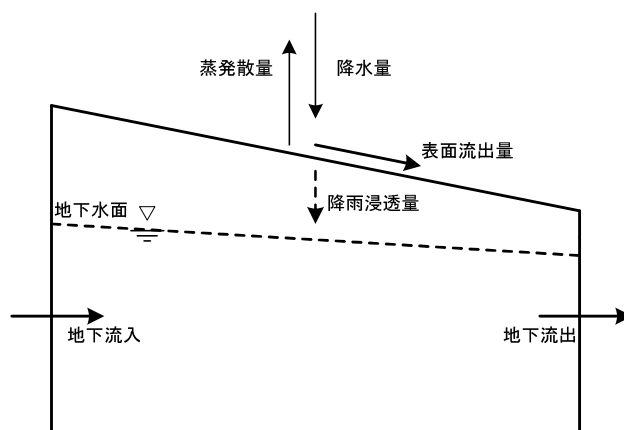 蒸発散量
降水量
表面流出量
降雨浸透量
地下水面
地下流入
地下流出